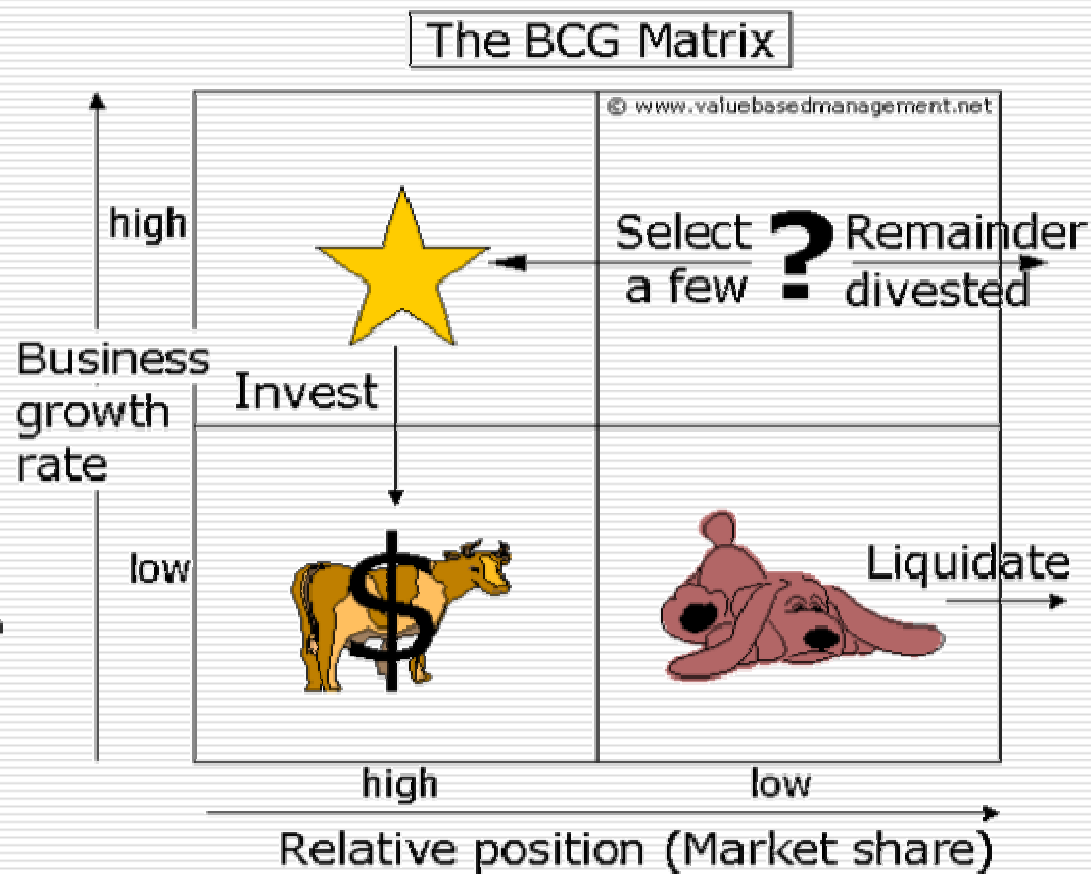 The BCG Matrix
© www.valuebasedmanagement.net
high
Select ? Remainder
a few divested
Business
growth
rate
Invest
low
$
Liquidate
high low
Relative position (Market share)